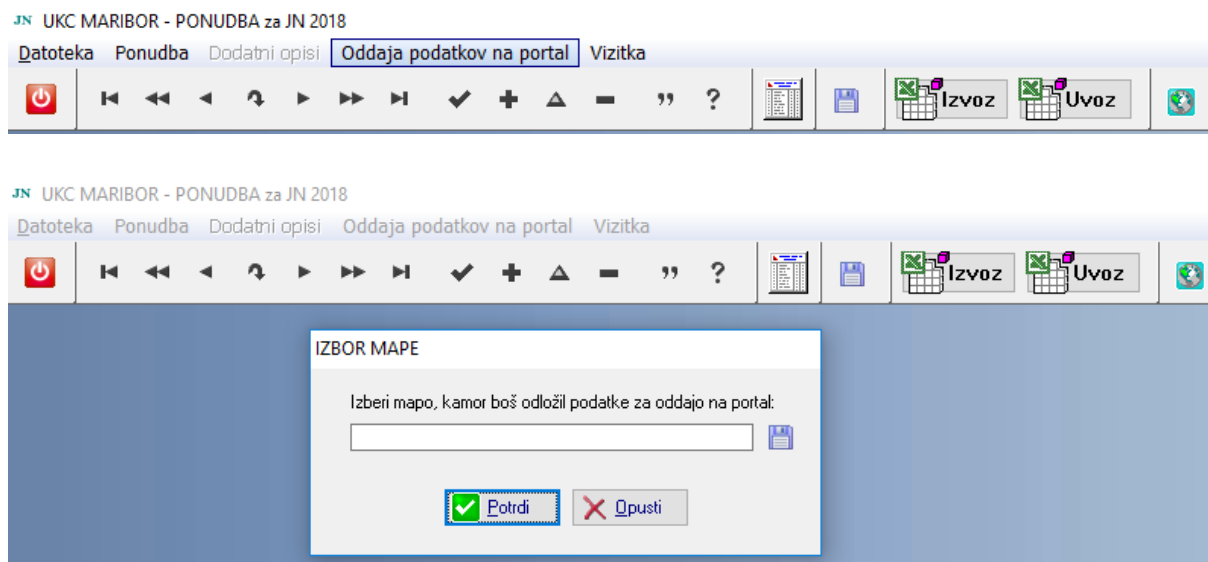 JN UKC MARIBOR - PONUDBA za JN 2018
Datoteka Ponudba Dodatni opisi Oddaja podatkov na portal Vizitka
Izvoz Uvoz
JN UKC MARIBOR - PONUDBA za JN 2018
Datoteka Ponudba Dodatni opisi Oddaja podatkov na portal Vizitka
Izvoz Uvoz
IZBOR MAPE
Izberi mapo, kamor boš odložil podatke za oddajo na portal:
Potrdi Opusti